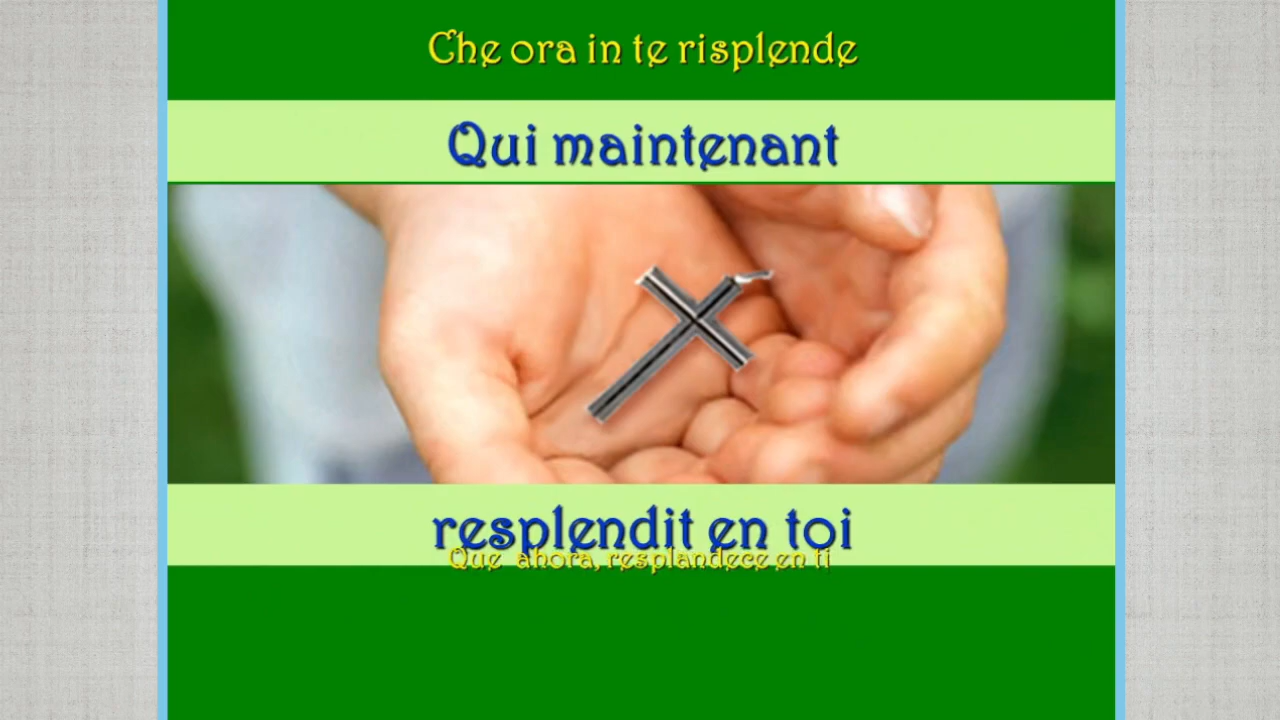 Che ora in te risplende
Qui maintenant
resplendit en toi
Que ahora, resplandece en ti